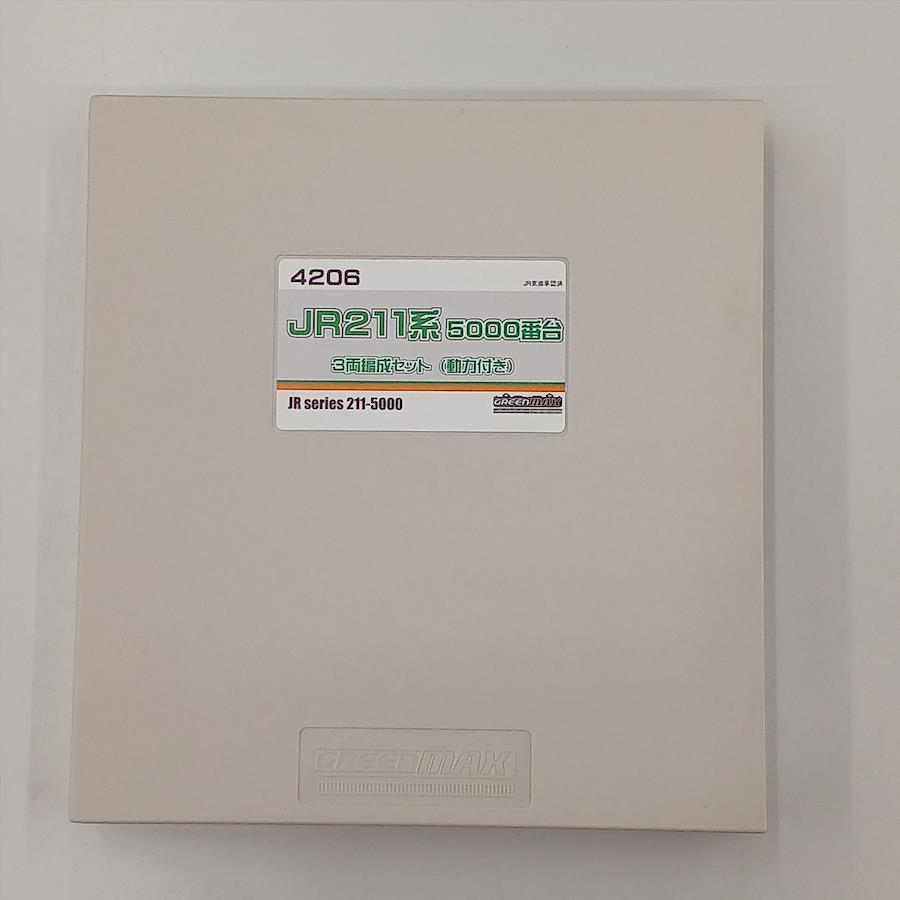 4206
JR東海承認済
JR211系 5000番台
3両編成セット (動力付き)
JR series 211-5000
GREENMAX
GREENMAX